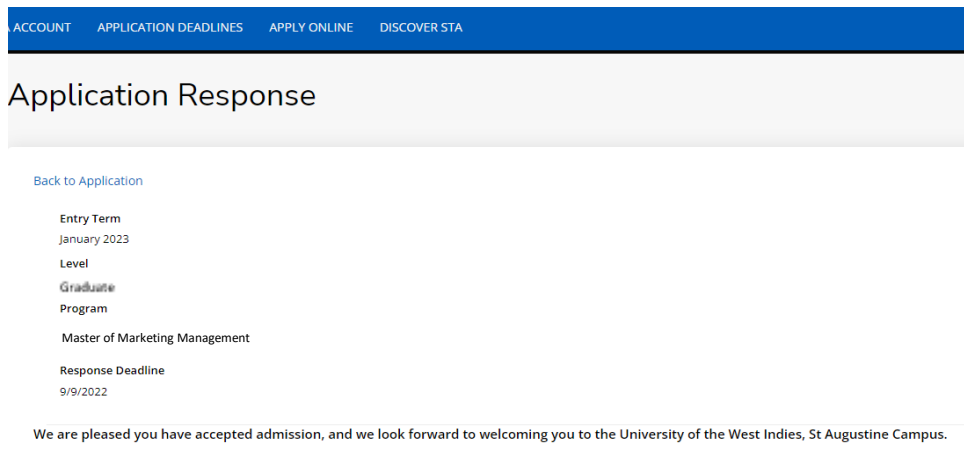 ACCOUNT APPLICATION DEADLINES APPLY ONLINE DISCOVER STA
Application Response
Back to Application
Entry Term
January 2023
Level
Graduate
Program
Master of Marketing Management
Response Deadline
9/9/2022
We are pleased you have accepted admission, and we look forward to welcoming you to the University of the West Indies, St Augustine Campus.